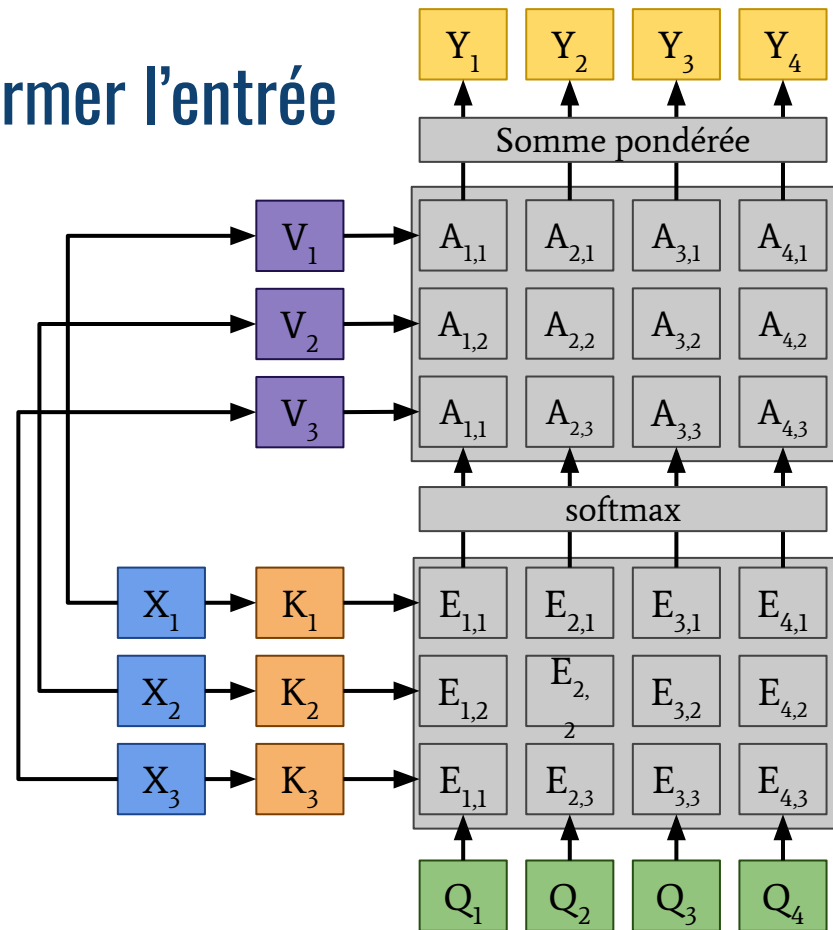 rmer l’entrée
Y1 Y2 Y3 Y4
Somme pondérée
V1 A1,1 A2,1 A3,1 A4,1
V2 A1,2 A2,2 A3,2 A4,2
V3 A1,1 A2,3 A3,3 A4,3
softmax
X1 K1 E1,1 E2,1 E3,1 E4,1
X2 K2 E1,2 E2,2 E3,2 E4,2
X3 K3 E1,1 E2,3 E3,3 E4,3
Q1 Q2 Q3 Q4